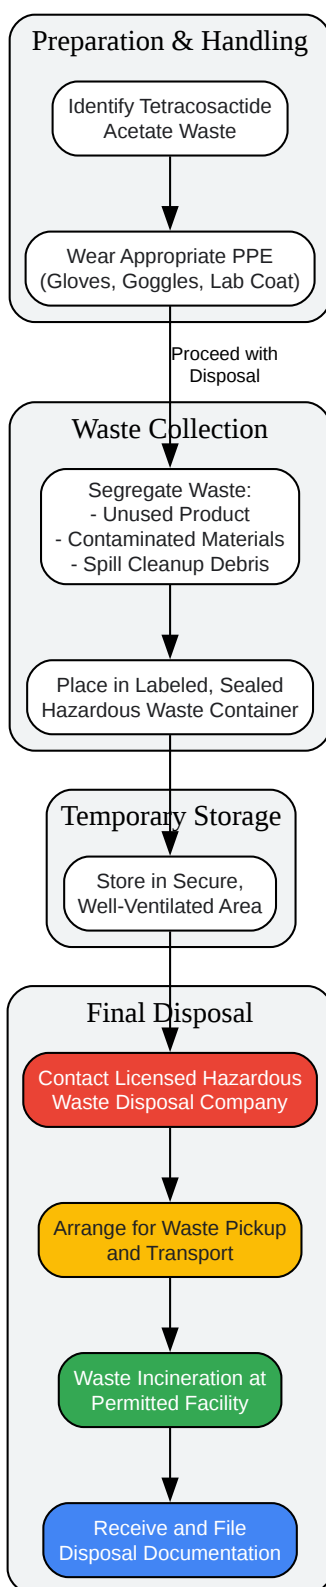 Preparation & Handling
Identify Tetracosactide
Acetate Waste
Wear Appropriate PPE
(Gloves, Goggles, Lab Coat)
Proceed with
Disposal
Waste Collection
Segregate Waste:
- Unused Product
- Contaminated Materials
- Spill Cleanup Debris
Place in Labeled, Sealed
Hazardous Waste Container
Temporary Storage
Store in Secure,
Well-Ventilated Area
Final Disposal
Contact Licensed Hazardous
Waste Disposal Company
Arrange for Waste Pickup
and Transport
Waste Incineration at
Permitted Facility
Receive and File
Disposal Documentation